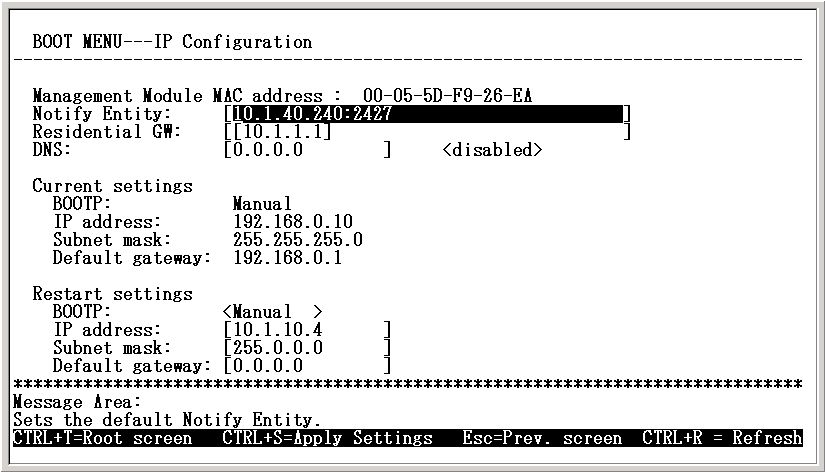 BOOT MENU---IP Configuration
--------------------------------------------------------------------------------
Management Module MAC address :  00-05-5D-F9-26-EA
Notify Entity:     [10.1.40.240:2427                    ]
Residential GW:    [[10.1.1.1]                          ]
DNS:               [0.0.0.0        ]     <disabled>
Current settings
BOOTP:            Manual
IP address:       192.168.0.10
Subnet mask:      255.255.255.0
Default gateway:  192.168.0.1
Restart settings
BOOTP:           <Manual  >
IP address:      [10.1.10.4      ]
Subnet mask:     [255.0.0.0      ]
Default gateway: [0.0.0.0        ]
********************************************************************************
Message Area:
Sets the default Notify Entity.
CTRL+T=Root screen   CTRL+S=Apply Settings   Esc=Prev. screen  CTRL+R = Refresh